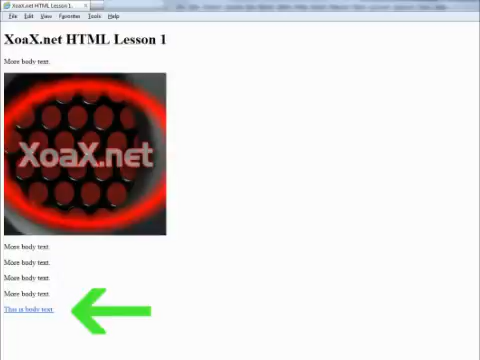 XoaX.net HTML Lesson 1.
File Edit View Favorites Tools Help
XoaX.net HTML Lesson 1
More body text.
XoaX.net
More body text.
More body text.
More body text.
More body text.
This is body text.